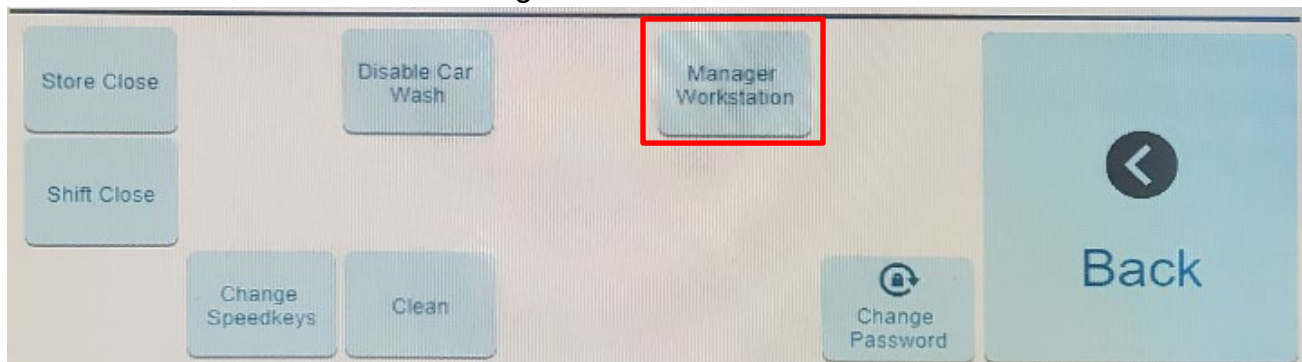 Store Close
Disable Car
Wash
Manager
Workstation
Shift Close
Back
Change
Speedkeys
Clean
Change
Password